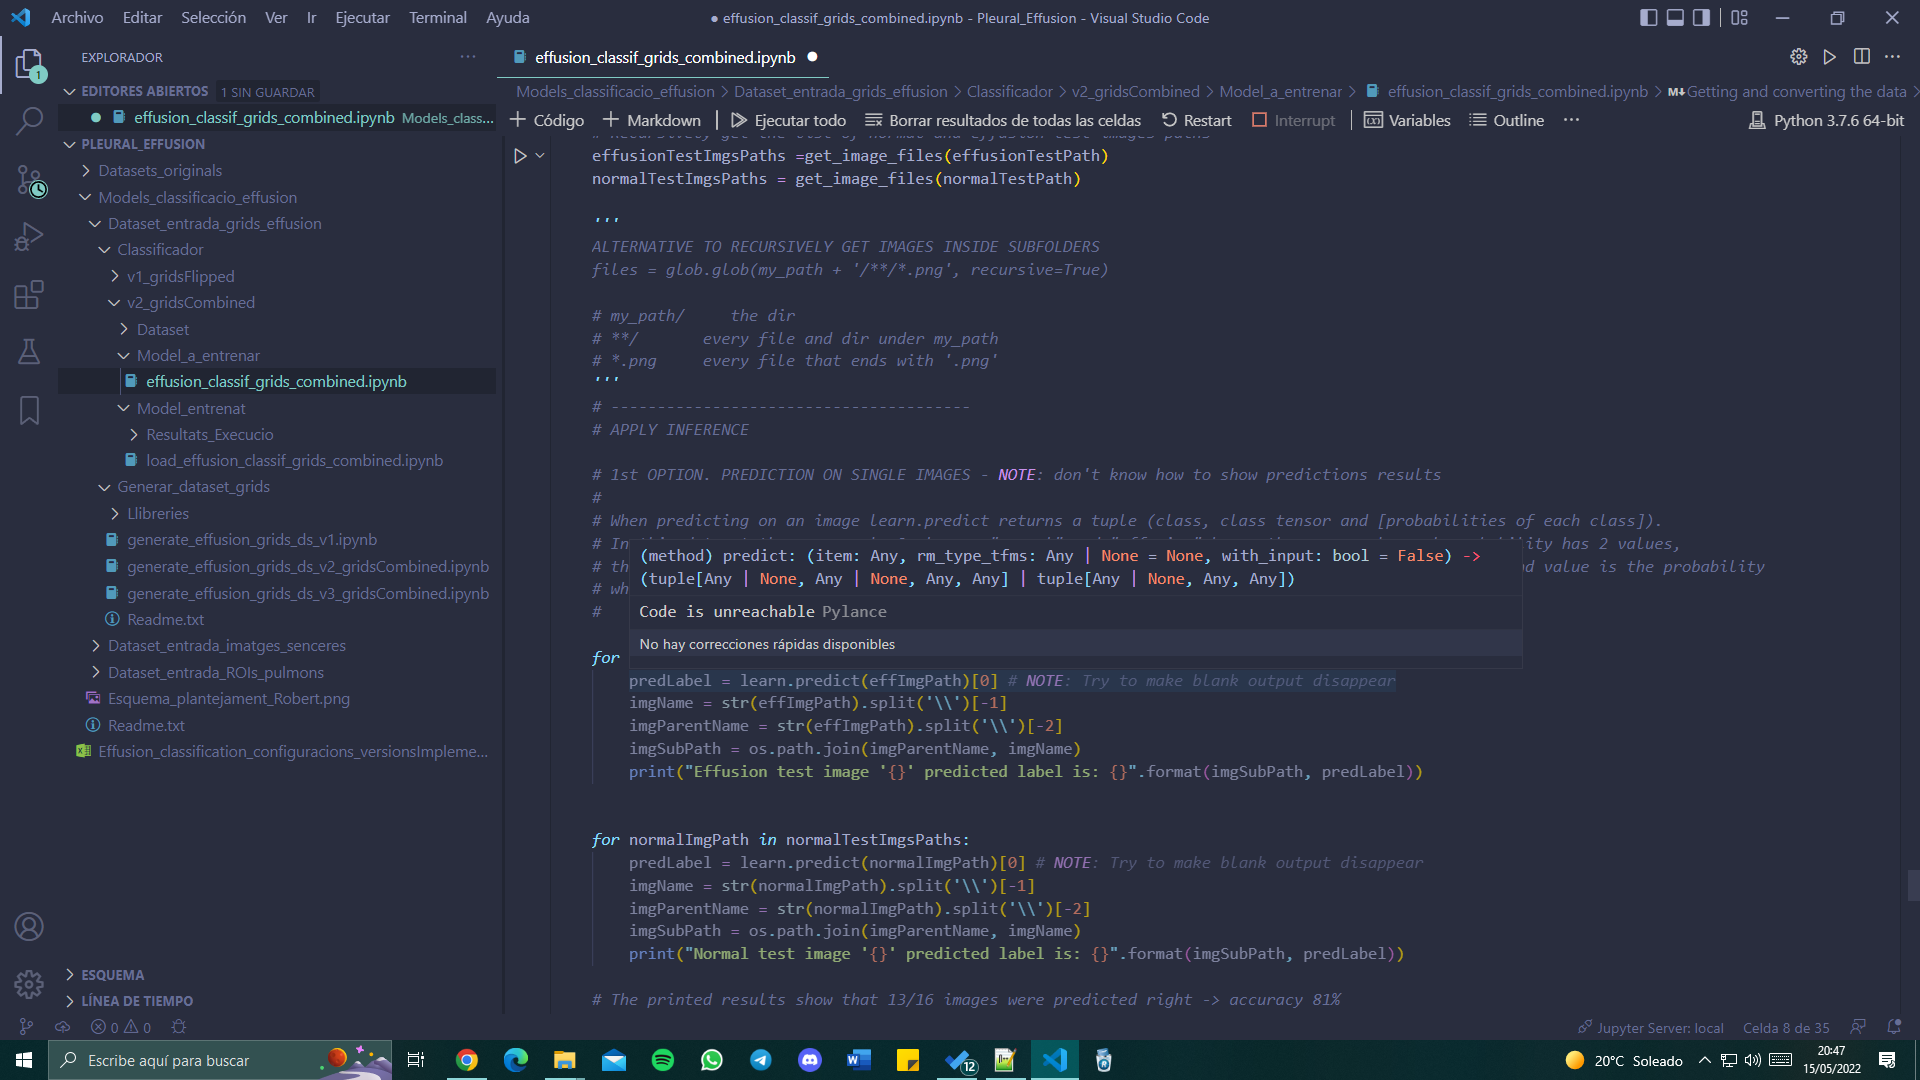 Archivo Editar Selección Ver Ir Ejecutar Terminal Ayuda
● effusion_classif_grids_combined.ipynb - Pleural_Effusion - Visual Studio Code
EXPLORADOR
EDITORES ABIERTOS 1 SIN GUARDAR
effusion_classif_grids_combined.ipynb Models_class...
PLEURAL_EFFUSION
Datasets_originals
Models_classificacio_effusion
Dataset_entrada_grids_effusion
Classificador
v1_gridsFlipped
v2_gridsCombined
Dataset
Model_a_entrenar
effusion_classif_grids_combined.ipynb
Model_entrenat
Resultats_Execucio
load_effusion_classif_grids_combined.ipynb
Generar_dataset_grids
Llibreries
generate_effusion_grids_ds_v1.ipynb
generate_effusion_grids_ds_v2_gridsCombined.ipynb
generate_effusion_grids_ds_v3_gridsCombined.ipynb
Readme.txt
Dataset_entrada_imatges_senceres
Dataset_entrada_ROIs_pulmons
Esquema_plantejament_Robert.png
Readme.txt
Effusion_classification_configuracions_versionsImpleme...
ESQUEMA
LÍNEA DE TIEMPO
1
effusion_classif_grids_combined.ipynb
Models_classificacio_effusion > Dataset_entrada_grids_effusion > Classificador > v2_gridsCombined > Model_a_entrenar > effusion_classif_grids_combined.ipynb > M↓Getting and converting the data >
Código Markdown Ejecutar todo Borrar resultados de todas las celdas Restart Interrupt Variables Outline ... Python 3.7.6 64-bit
# Recursively get the list of normal and effusion test images paths
effusionTestImgsPaths =get_image_files(effusionTestPath)
normalTestImgsPaths = get_image_files(normalTestPath)
'''
ALTERNATIVE TO RECURSIVELY GET IMAGES INSIDE SUBFOLDERS
files = glob.glob(my_path + '/**/*.png', recursive=True)
# my_path/     the dir
# **/       every file and dir under my_path
# *.png     every file that ends with '.png'
'''
# ---------------------------------------
# APPLY INFERENCE
# 1st OPTION. PREDICTION ON SINGLE IMAGES - NOTE: don't know how to show predictions results
#
# When predicting on an image learn.predict returns a tuple (class, class tensor and [probabilities of each class]).
# In
ability has 2 values,
# th
nd value is the probability
# wh
#
(method) predict: (item: Any, rm_type_tfms: Any | None = None, with_input: bool = False) ->
(tuple[Any | None, Any | None, Any, Any] | tuple[Any | None, Any, Any])
Code is unreachable Pylance
No hay correcciones rápidas disponibles
for
predLabel = learn.predict(effImgPath)[0] # NOTE: Try to make blank output disappear
imgName = str(effImgPath).split('\\')[-1]
imgParentName = str(effImgPath).split('\\')[-2]
imgSubPath = os.path.join(imgParentName, imgName)
print("Effusion test image '{}' predicted label is: {}".format(imgSubPath, predLabel))
for normalImgPath in normalTestImgsPaths:
predLabel = learn.predict(normalImgPath)[0] # NOTE: Try to make blank output disappear
imgName = str(normalImgPath).split('\\')[-1]
imgParentName = str(normalImgPath).split('\\')[-2]
imgSubPath = os.path.join(imgParentName, imgName)
print("Normal test image '{}' predicted label is: {}".format(imgSubPath, predLabel))
# The printed results show that 13/16 images were predicted right -> accuracy 81%
0 0
Jupyter Server: local Celda 8 de 35
Escribe aquí para buscar
12
20°C Soleado
20:47
15/05/2022